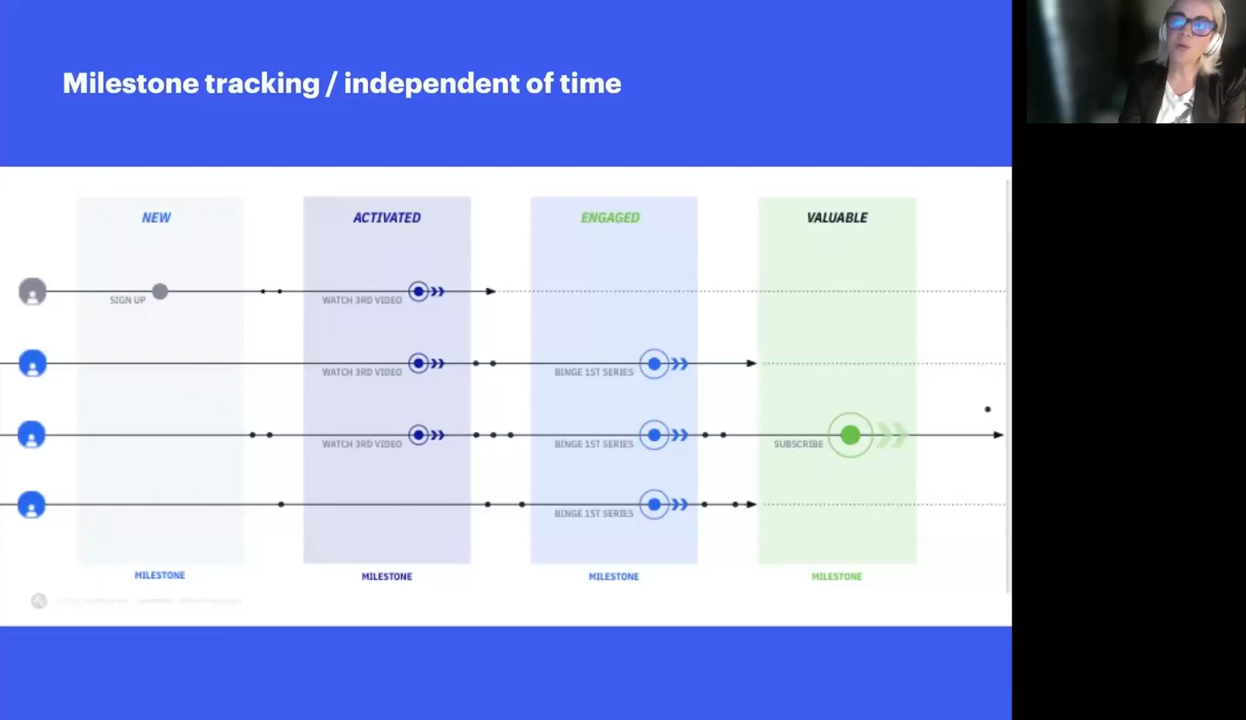 Milestone tracking / independent of time
NEW
ACTIVATED
ENGAGED
VALUABLE
SIGN UP
WATCH 3RD VIDEO
WATCH 3RD VIDEO
BINGE 1ST SERIES
WATCH 3RD VIDEO
BINGE 1ST SERIES
SUBSCRIBE
BINGE 1ST SERIES
MILESTONE
MILESTONE
MILESTONE
MILESTONE